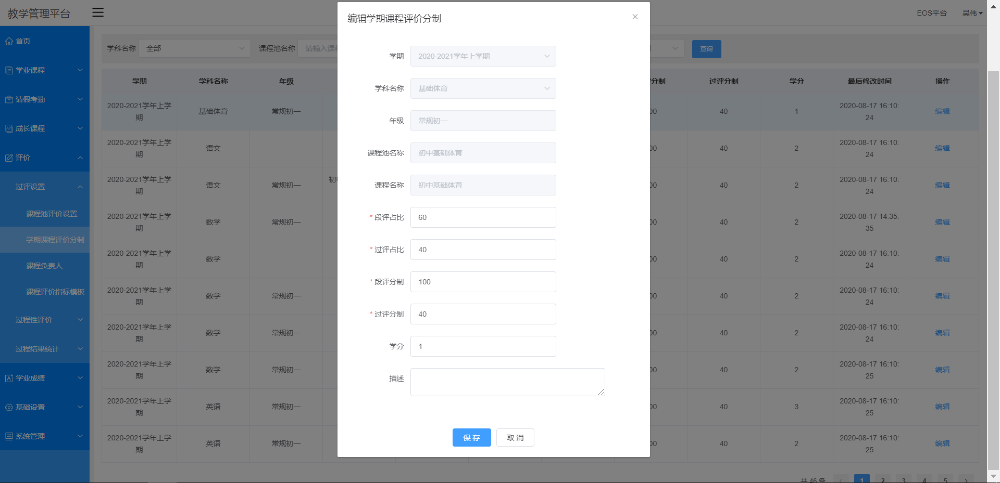 教学管理平台
EOS平台
吴伟
首页
学业课程
请假考勤
成长课程
评价
过评设置
课程池评价设置
学期课程评价分制
课程负责人
课程评价指标模板
过程性评价
过程结果统计
学业成绩
基础设置
系统管理
学科名称 全部 课程池名称 请输入课 查询
学期 学科名称 年级 分制 过评分制 学分 最后修改时间 操作
2020-2021学年上学期 基础体育 常规初一 00 40 1 2020-08-17 16:10:24 编辑
2020-2021学年上学期 语文 00 40 2 2020-08-17 16:10:24 编辑
2020-2021学年上学期 语文 常规初一 初 00 40 2 2020-08-17 16:10:24 编辑
2020-2021学年上学期 数学 常规初一 00 40 2 2020-08-17 14:35:35 编辑
2020-2021学年上学期 数学 00 40 2 2020-08-17 16:10:24 编辑
2020-2021学年上学期 数学 常规初一 00 40 2 2020-08-17 16:10:24 编辑
2020-2021学年上学期 数学 常规初一 00 40 2 2020-08-17 16:10:24 编辑
2020-2021学年上学期 数学 常规初一 00 40 2 2020-08-17 16:10:25 编辑
2020-2021学年上学期 英语 常规初一 00 40 3 2020-08-17 16:10:25 编辑
2020-2021学年上学期 英语 常规初一 00 40 2 2020-08-17 16:10:25 编辑
共 46 条 1 2 3 4 5
编辑学期课程评价分制
学期 2020-2021学年上学期
学科名称 基础体育
年级 常规初一
课程池名称 初中基础体育
课程名称 初中基础体育
* 段评占比 60
* 过评占比 40
* 段评分制 100
* 过评分制 40
学分 1
描述
保存 取消